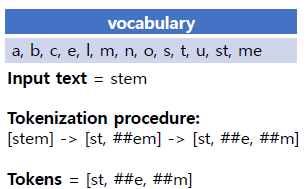 vocabulary
a, b, c, e, l, m, n, o, s, t, u, st, me
Input text = stem
Tokenization procedure:
[stem] -> [st, ##em] -> [st, ##e, ##m]
Tokens = [st, ##e, ##m]